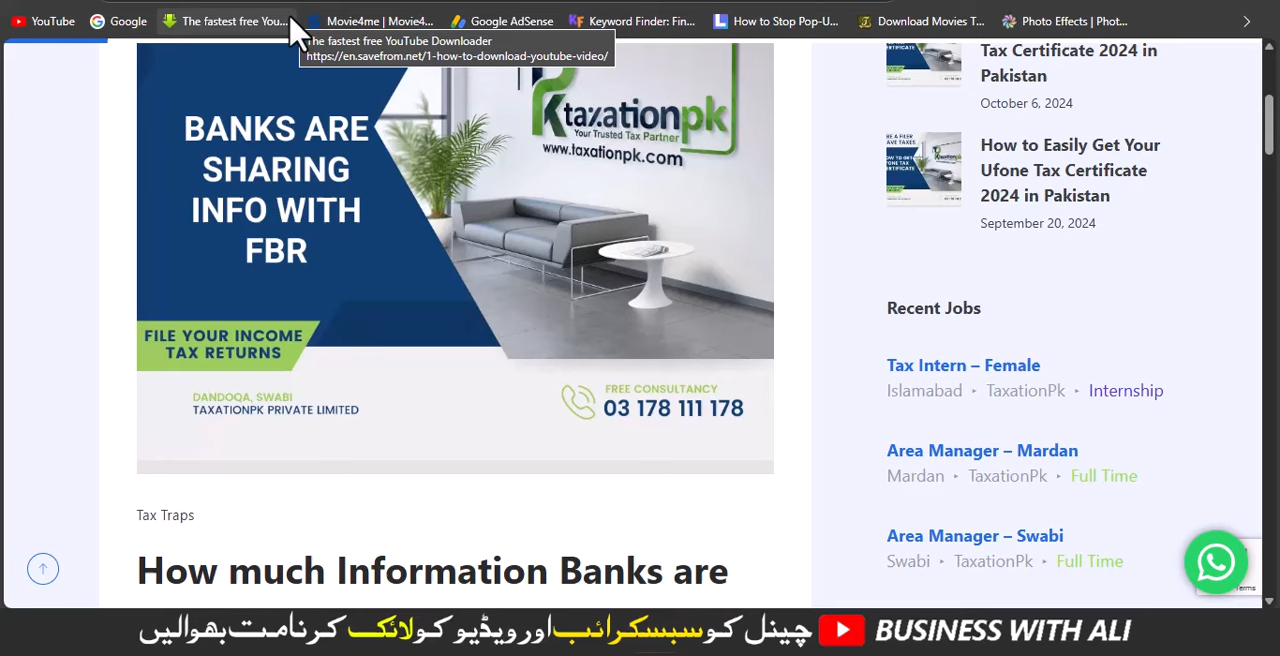 YouTube
Google
The fastest free You...
Movie4me | Movie4...
Google AdSense
Keyword Finder: Fin...
How to Stop Pop-U...
Download Movies T...
Photo Effects | Phot...
The fastest free YouTube Downloader
https://en.savefrom.net/1-how-to-download-youtube-video/
BANKS ARE
SHARING
INFO WITH
FBR
taxationpk
Your Trusted Tax Partner
www.taxationpk.com
FILE YOUR INCOME
TAX RETURNS
DANDOQA, SWABI
TAXATIONPK PRIVATE LIMITED
FREE CONSULTANCY
03 178 111 178
Tax Traps
How much Information Banks are
Tax Certificate 2024 in
Pakistan
October 6, 2024
How to Easily Get Your
Ufone Tax Certificate
2024 in Pakistan
September 20, 2024
Recent Jobs
Tax Intern – Female
Islamabad ‣ TaxationPk ‣ Internship
Area Manager – Mardan
Mardan ‣ TaxationPk ‣ Full Time
Area Manager – Swabi
Swabi ‣ TaxationPk ‣ Full Time
Terms
چینل کو سبسکرائب اور ویڈیو کو لائک کرنا مت بھوالیں
BUSINESS WITH ALI